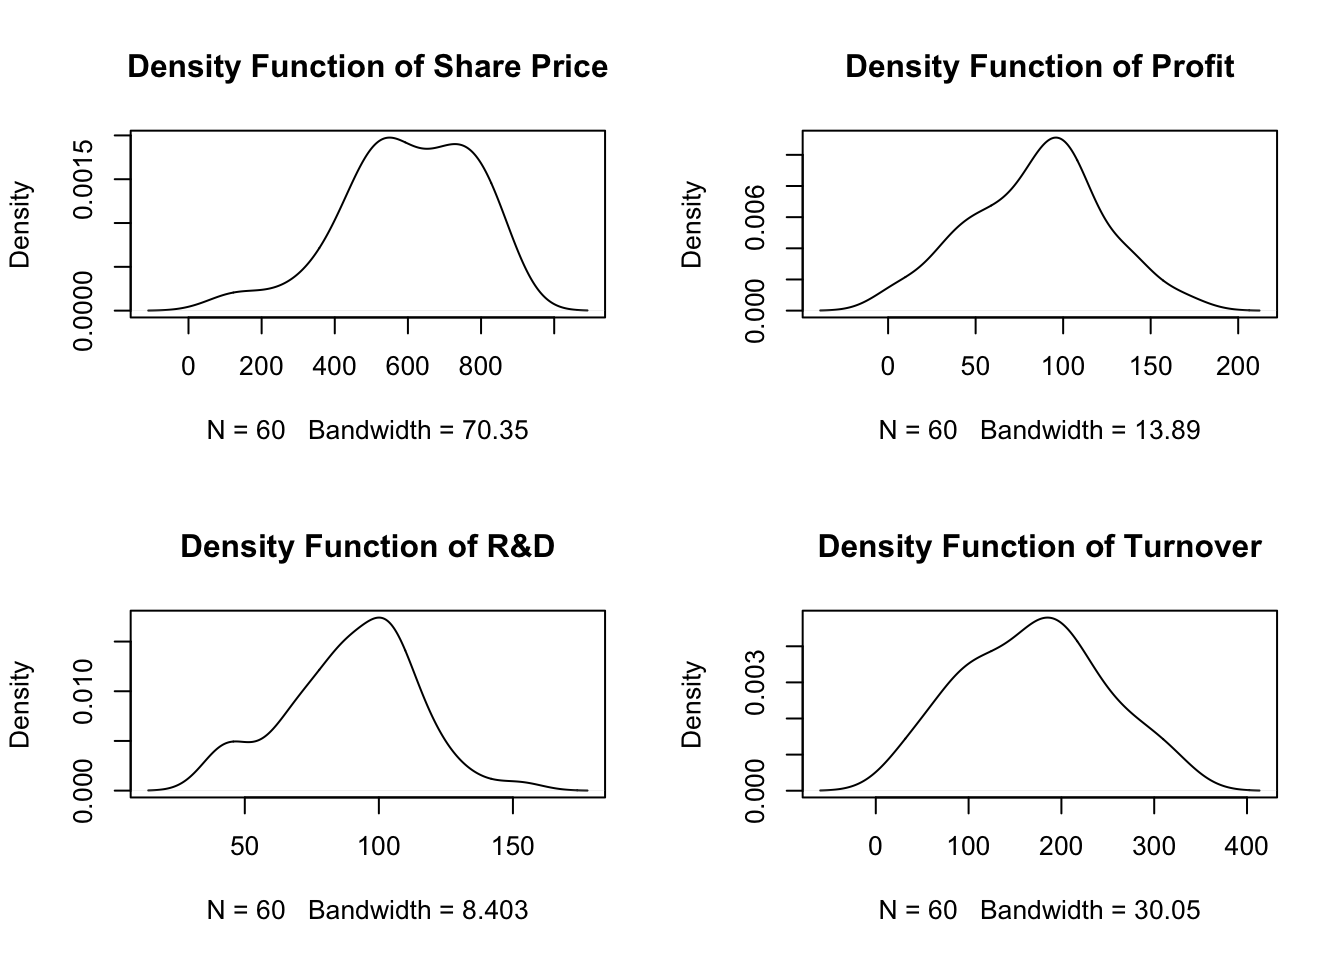 Density Function of Share Price
Density
0.0000 0.0015
0 200 400 600 800
N = 60 Bandwidth = 70.35
Density Function of Profit
Density
0.000 0.006
0 50 100 150 200
N = 60 Bandwidth = 13.89
Density Function of R&D
Density
0.000 0.010
50 100 150
N = 60 Bandwidth = 8.403
Density Function of Turnover
Density
0.000 0.003
0 100 200 300 400
N = 60 Bandwidth = 30.05